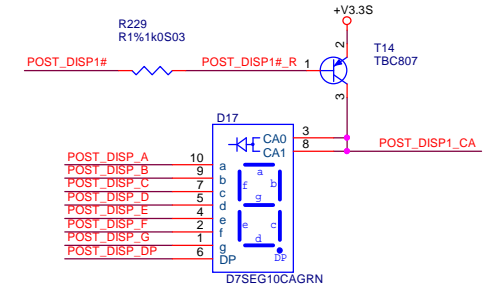 +V3.3S
R229
R1%1k0S03
2
T14
TBC807
POST_DISP1#
POST_DISP1#_R
1
3
D17
CA0
3
CA1
8
POST_DISP1_CA
POST_DISP_A 10 a
POST_DISP_B 9 b
POST_DISP_C 7 c
POST_DISP_D 5 d
POST_DISP_E 4 e
POST_DISP_F 2 f
POST_DISP_G 1 g
POST_DISP_DP 6 DP
a
f b
g
e c
d
DP
D7SEG10CAGRN